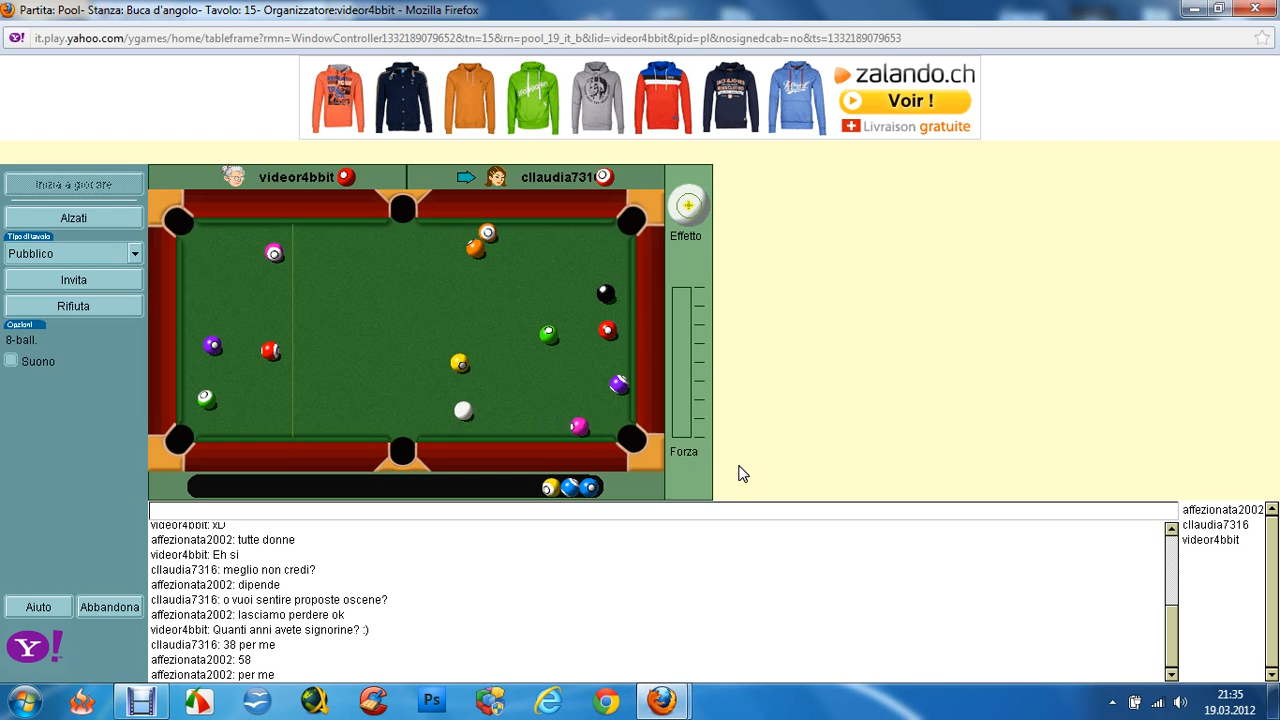 Partita: Pool- Stanza: Buca d'angolo- Tavolo: 15- Organizzatore:videor4bbit - Mozilla Firefox
it.play.yahoo.com/ygames/home/tableframe?rmn=WindowController1332189079652&tn=15&rn=pool_19_it_b&lid=videor4bbit&pid=pl&nosignedcab=no&ts=1332189079653
zalando.ch
Voir !
Livraison gratuite
Inizia a giocare
Alzati
Tipo di tavolo
Pubblico
Invita
Rifiuta
Opzioni
8-ball.
Suono
Aiuto
Abbandona
Y!
videor4bbit
cllaudia7316
Effetto
Forza
videor4bbit: xD
affezionata2002: tutte donne
videor4bbit: Eh si
cllaudia7316: meglio non credi?
affezionata2002: dipende
cllaudia7316: o vuoi sentire proposte oscene?
affezionata2002: lasciamo perdere ok
videor4bbit: Quanti anni avete signorine? :)
cllaudia7316: 38 per me
affezionata2002: 58
affezionata2002: per me
affezionata2002
cllaudia7316
videor4bbit
Ps
21:35
19.03.2012